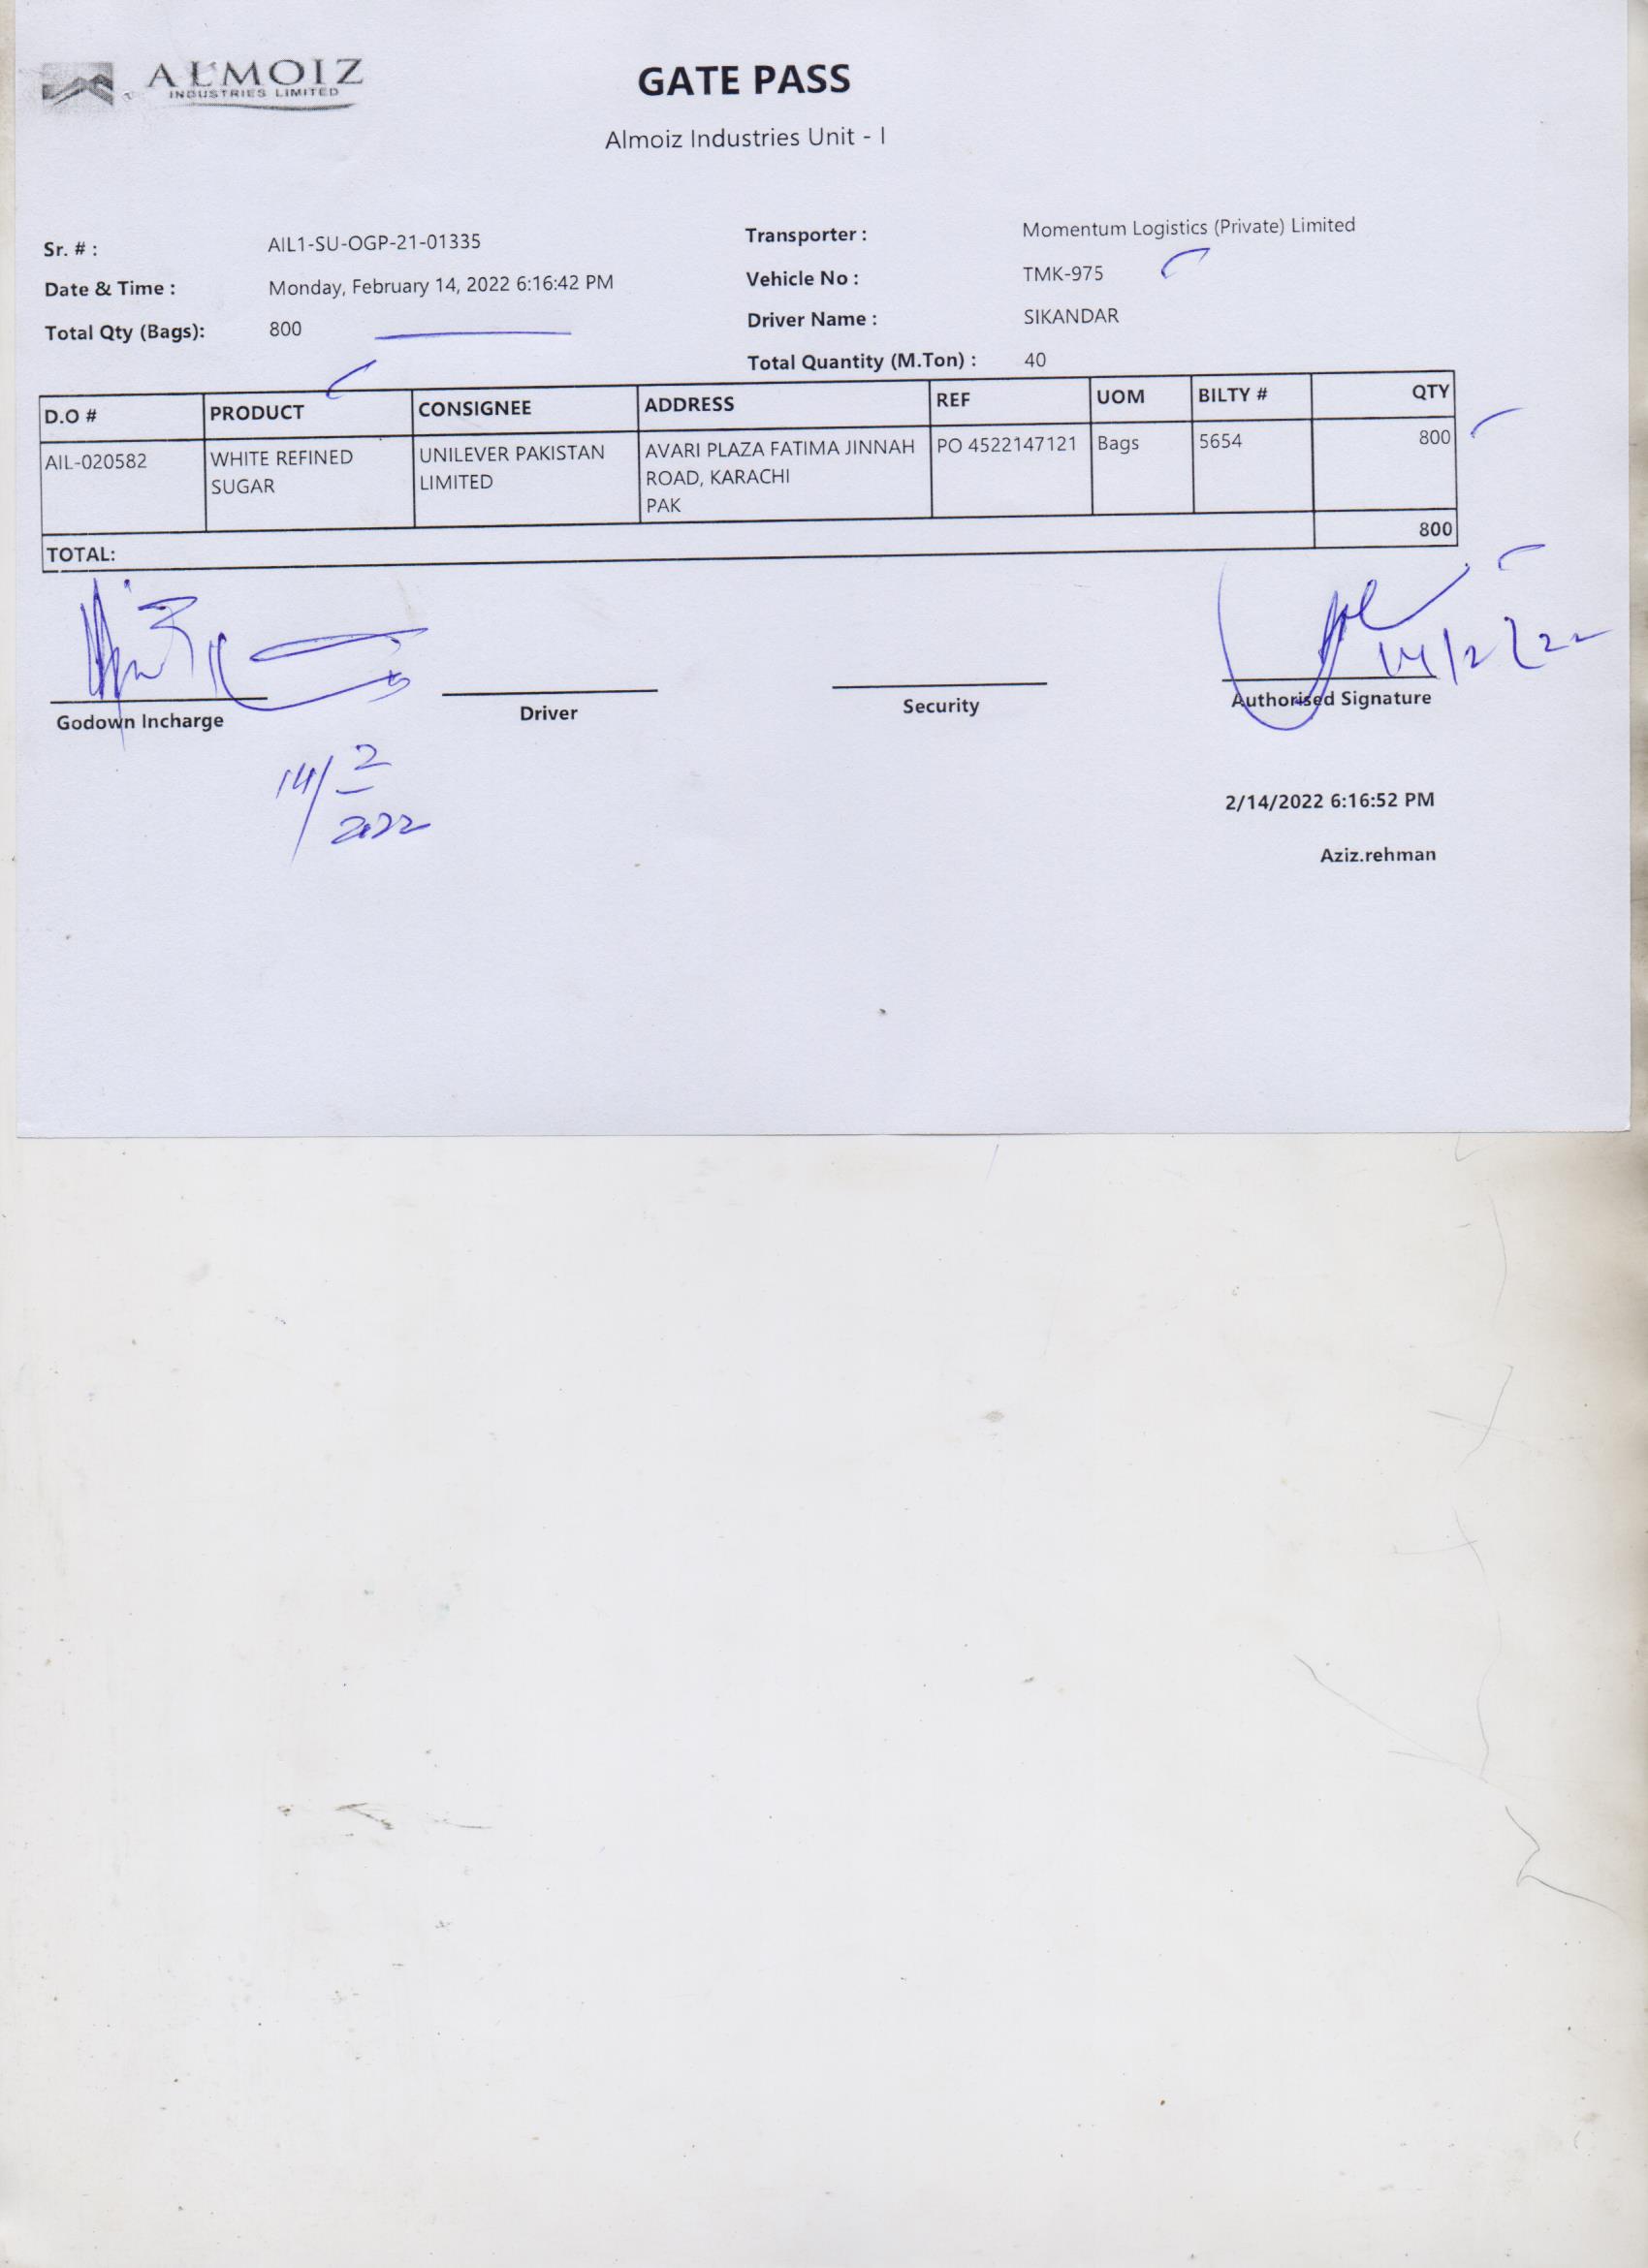 ALMOIZ
INDUSTRIES LIMITED
GATE PASS
Almoiz Industries Unit - I
Sr. # : AIL1-SU-OGP-21-01335
Date & Time : Monday, February 14, 2022 6:16:42 PM
Total Qty (Bags): 800
Transporter : Momentum Logistics (Private) Limited
Vehicle No : TMK-975
Driver Name : SIKANDAR
Total Quantity (M.Ton) : 40
D.O # PRODUCT CONSIGNEE ADDRESS REF UOM BILTY # QTY
AIL-020582 WHITE REFINED UNILEVER PAKISTAN AVARI PLAZA FATIMA JINNAH PO 4522147121 Bags 5654 800
SUGAR LIMITED ROAD, KARACHI
PAK
TOTAL: 800
14/2/22
Godown Incharge Driver Security Authorised Signature
14/2
2022
2/14/2022 6:16:52 PM
Aziz.rehman